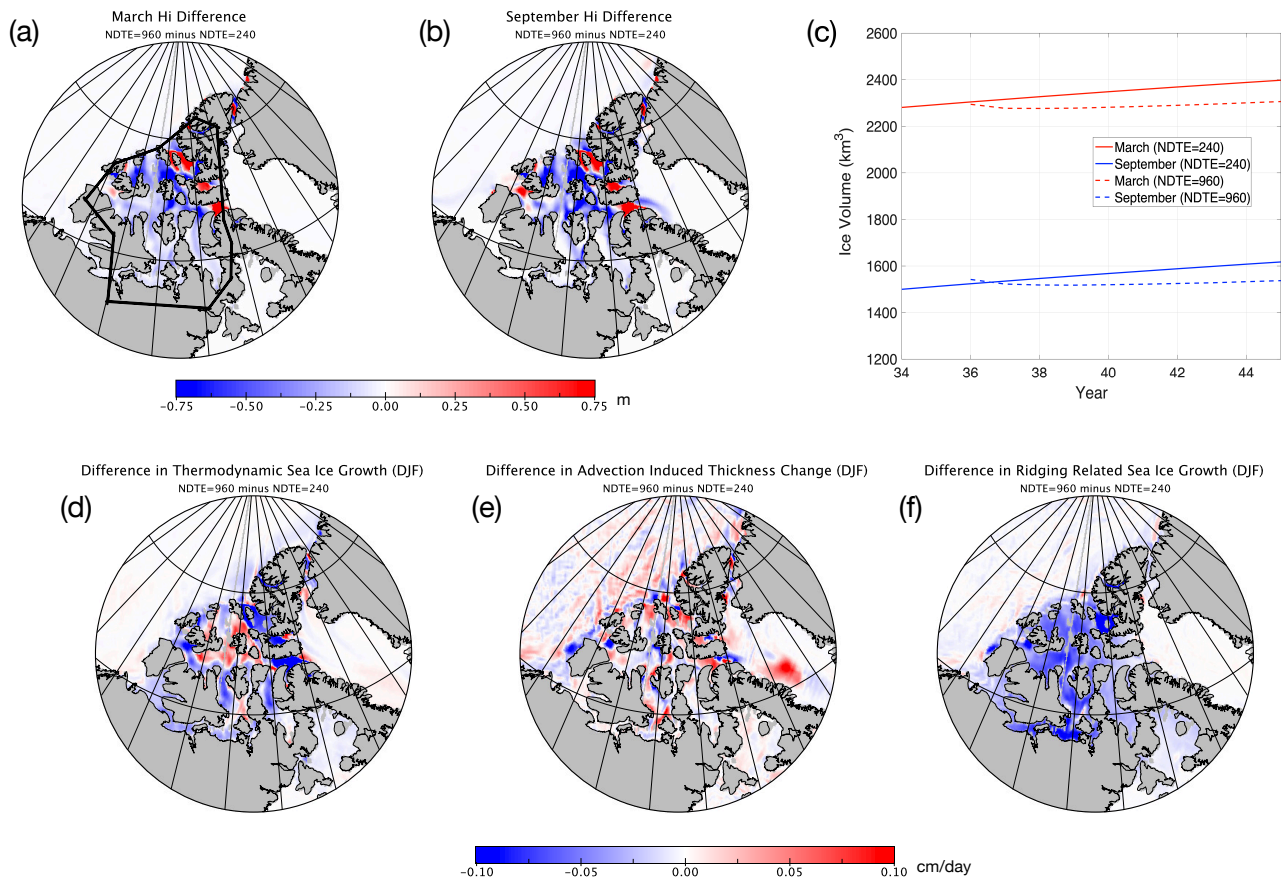 (a)
March Hi Difference
NDTE=960 minus NDTE=240
(b)
September Hi Difference
NDTE=960 minus NDTE=240
-0.75 -0.50 -0.25 0.00 0.25 0.50 0.75 m
(c)
2600
2400
2200
2000
1800
1600
1400
1200
Ice Volume (km³)
34 36 38 40 42 44
Year
March (NDTE=240)
September (NDTE=240)
March (NDTE=960)
September (NDTE=960)
(d)
Difference in Thermodynamic Sea Ice Growth (DJF)
NDTE=960 minus NDTE=240
(e)
Difference in Advection Induced Thickness Change (DJF)
NDTE=960 minus NDTE=240
(f)
Difference in Ridging Related Sea Ice Growth (DJF)
NDTE=960 minus NDTE=240
-0.10 -0.05 0.00 0.05 0.10 cm/day